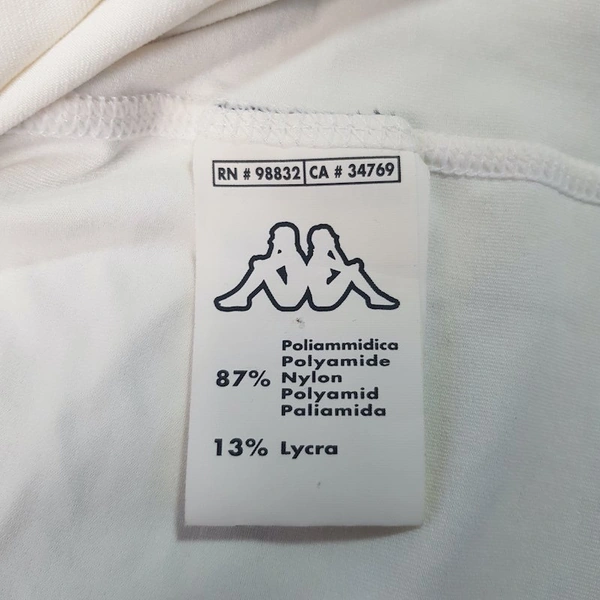 RN # 98832 CA # 34769
Poliammidica
Polyamide
87% Nylon
Polyamid
Paliamida
13% Lycra